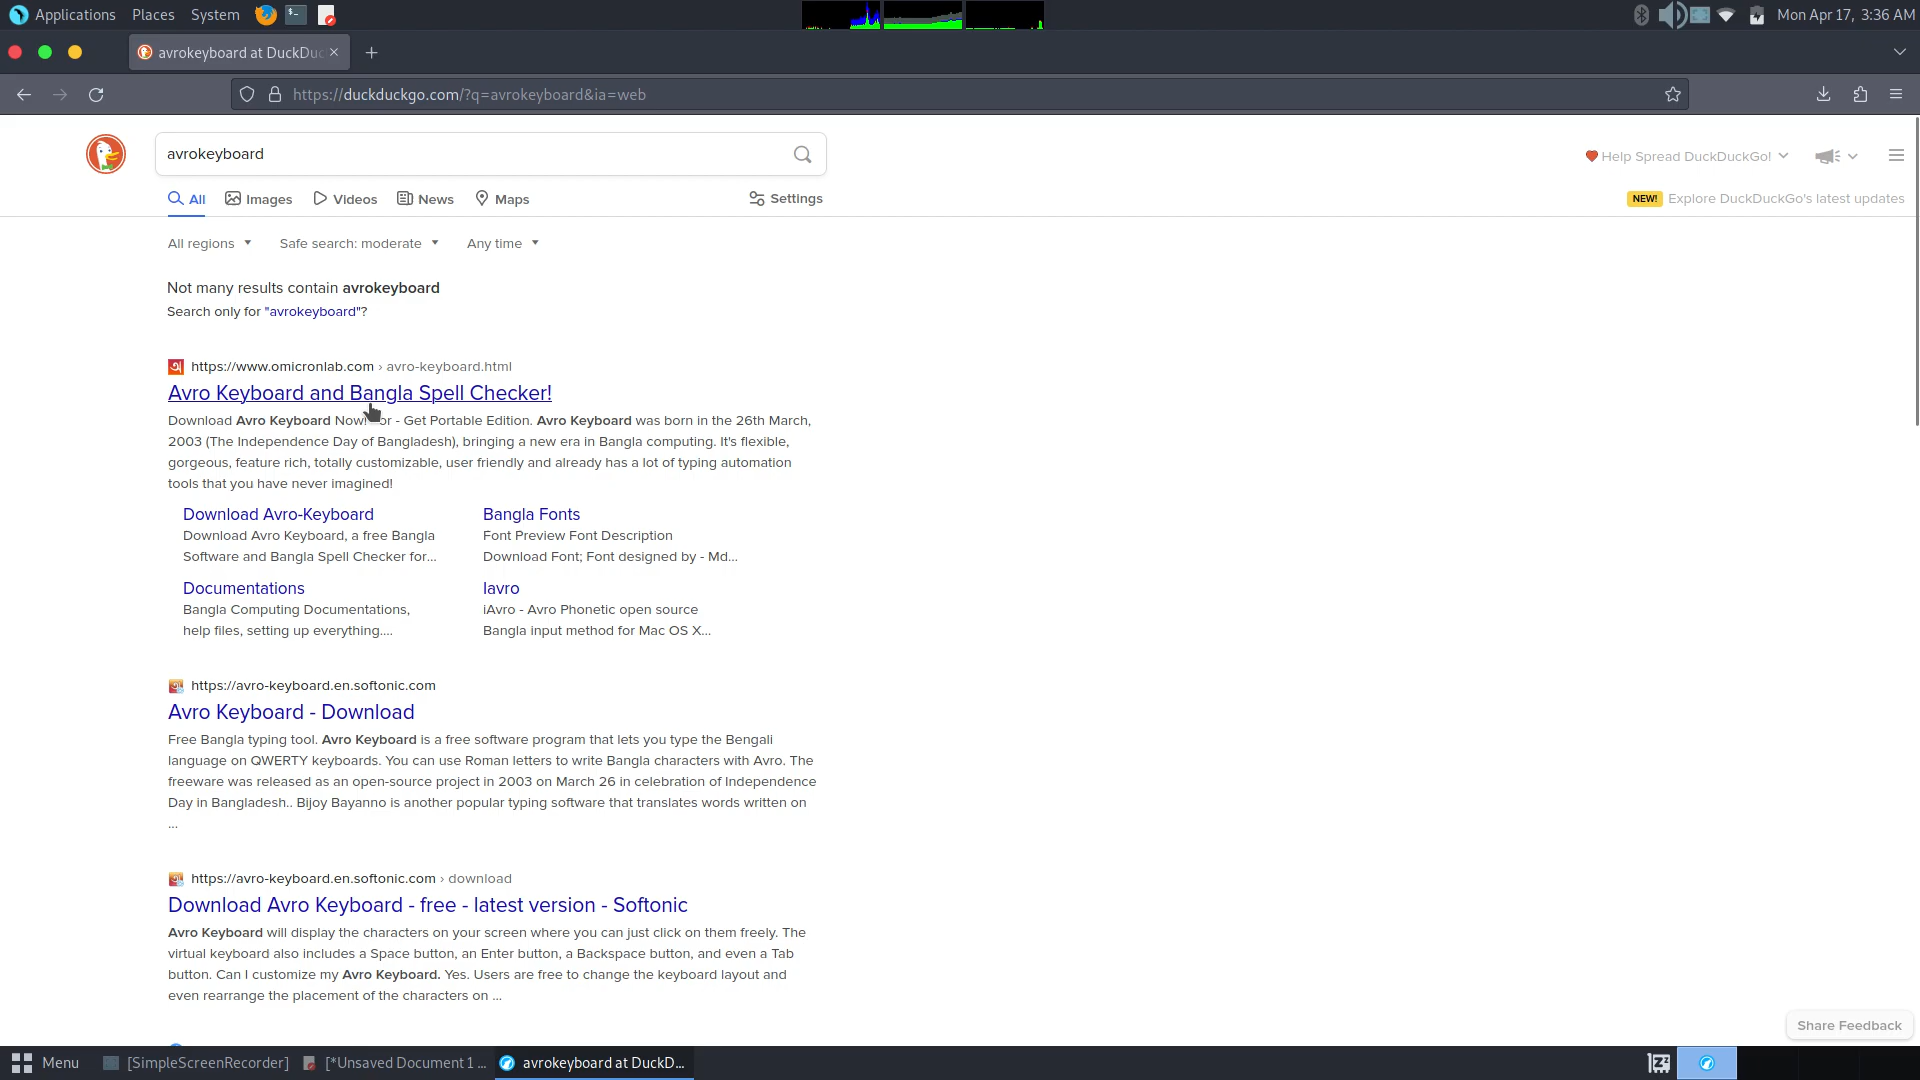 Applications Places System Mon Apr 17, 3:36 AM
avrokeyboard at DuckDuc
https://duckduckgo.com/?q=avrokeyboard&ia=web
avrokeyboard
Help Spread DuckDuckGo!
All Images Videos News Maps Settings
NEW! Explore DuckDuckGo's latest updates
All regions Safe search: moderate Any time
Not many results contain avrokeyboard
Search only for "avrokeyboard"?
https://www.omicronlab.com › avro-keyboard.html
Avro Keyboard and Bangla Spell Checker!
Download Avro Keyboard Now! or - Get Portable Edition. Avro Keyboard was born in the 26th March,
2003 (The Independence Day of Bangladesh), bringing a new era in Bangla computing. It's flexible,
gorgeous, feature rich, totally customizable, user friendly and already has a lot of typing automation
tools that you have never imagined!
Download Avro-Keyboard
Download Avro Keyboard, a free Bangla
Software and Bangla Spell Checker for...
Bangla Fonts
Font Preview Font Description
Download Font; Font designed by - Md...
Documentations
Bangla Computing Documentations,
help files, setting up everything....
Iavro
iAvro - Avro Phonetic open source
Bangla input method for Mac OS X...
https://avro-keyboard.en.softonic.com
Avro Keyboard - Download
Free Bangla typing tool. Avro Keyboard is a free software program that lets you type the Bengali
language on QWERTY keyboards. You can use Roman letters to write Bangla characters with Avro. The
freeware was released as an open-source project in 2003 on March 26 in celebration of Independence
Day in Bangladesh.. Bijoy Bayanno is another popular typing software that translates words written on
...
https://avro-keyboard.en.softonic.com › download
Download Avro Keyboard - free - latest version - Softonic
Avro Keyboard will display the characters on your screen where you can just click on them freely. The
virtual keyboard also includes a Space button, an Enter button, a Backspace button, and even a Tab
button. Can I customize my Avro Keyboard. Yes. Users are free to change the keyboard layout and
even rearrange the placement of the characters on ...
Share Feedback
Menu [SimpleScreenRecorder] [*Unsaved Document 1 ... avrokeyboard at DuckD...